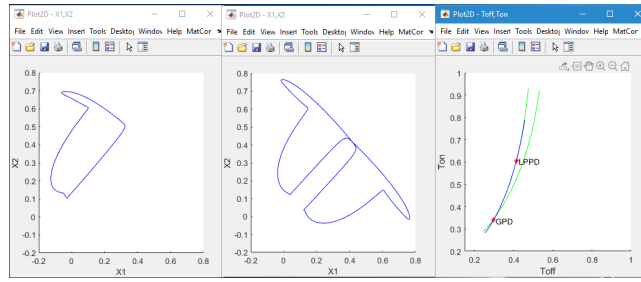 Plot2D - X1,X2
File Edit View Insert Tools Desktop Window Help MatCor
0.8
0.7
0.6
0.5
0.4
0.3
0.2
0.1
0
-0.1
-0.2
X2
-0.2 0 0.2 0.4 0.6 0.8
X1
Plot2D - X1,X2
File Edit View Insert Tools Desktop Window Help MatCor
0.8
0.7
0.6
0.5
0.4
0.3
0.2
0.1
0
-0.1
-0.2
X2
-0.2 0 0.2 0.4 0.6 0.8
X1
Plot2D - Toff,Ton
File Edit View Insert Tools Desktop Window Help MatCor
1
0.9
0.8
0.7
0.6
0.5
0.4
0.3
0.2
Ton
LPPD
GPD
0.2 0.4 0.6 0.8 1
Toff